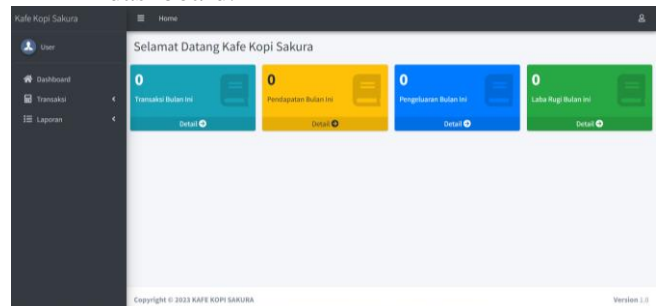 Kafe Kopi Sakura
Home
User
Selamat Datang Kafe Kopi Sakura
Dashboard
Transaksi
Laporan
0
Transaksi Bulan Ini
Detail
0
Pendapatan Bulan Ini
Detail
0
Pengeluaran Bulan Ini
Detail
0
Laba Rugi Bulan Ini
Detail
Copyright © 2023 KAFE KOPI SAKURA
Version 1.0